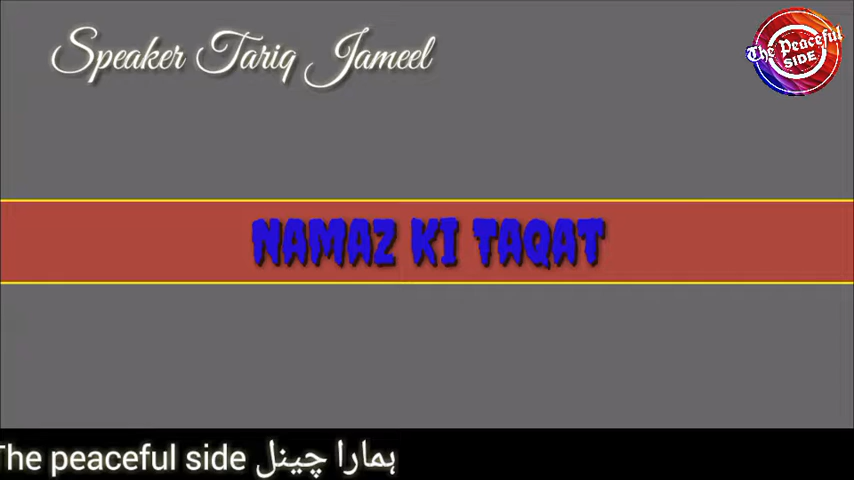 Speaker Tariq Jameel
The Peaceful
SIDE
NAMAZ KI TAQAT
The peaceful side ہمارا چینل